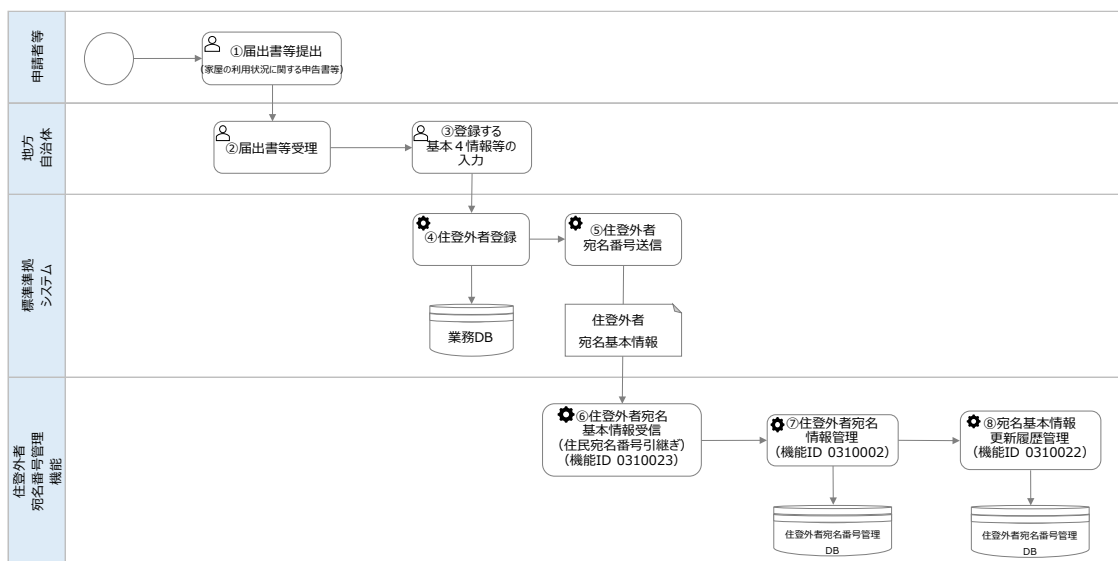 申請者等
①届出書等提出
（家屋の利用状況に関する申告書等）
地方
自治体
②届出書等受理
③登録する
基本４情報等の
入力
標準準拠
システム
④住登外者登録
⑤住登外者
宛名番号送信
業務DB
住登外者
宛名基本情報
住登外者
宛名番号管理
機能
⑥住登外者宛名
基本情報受信
（住民宛名番号引継ぎ）
（機能ID 0310023）
⑦住登外者宛名
情報管理
（機能ID 0310002）
⑧宛名基本情報
更新履歴管理
（機能ID 0310022）
住登外者宛名番号管理
DB
住登外者宛名番号管理
DB